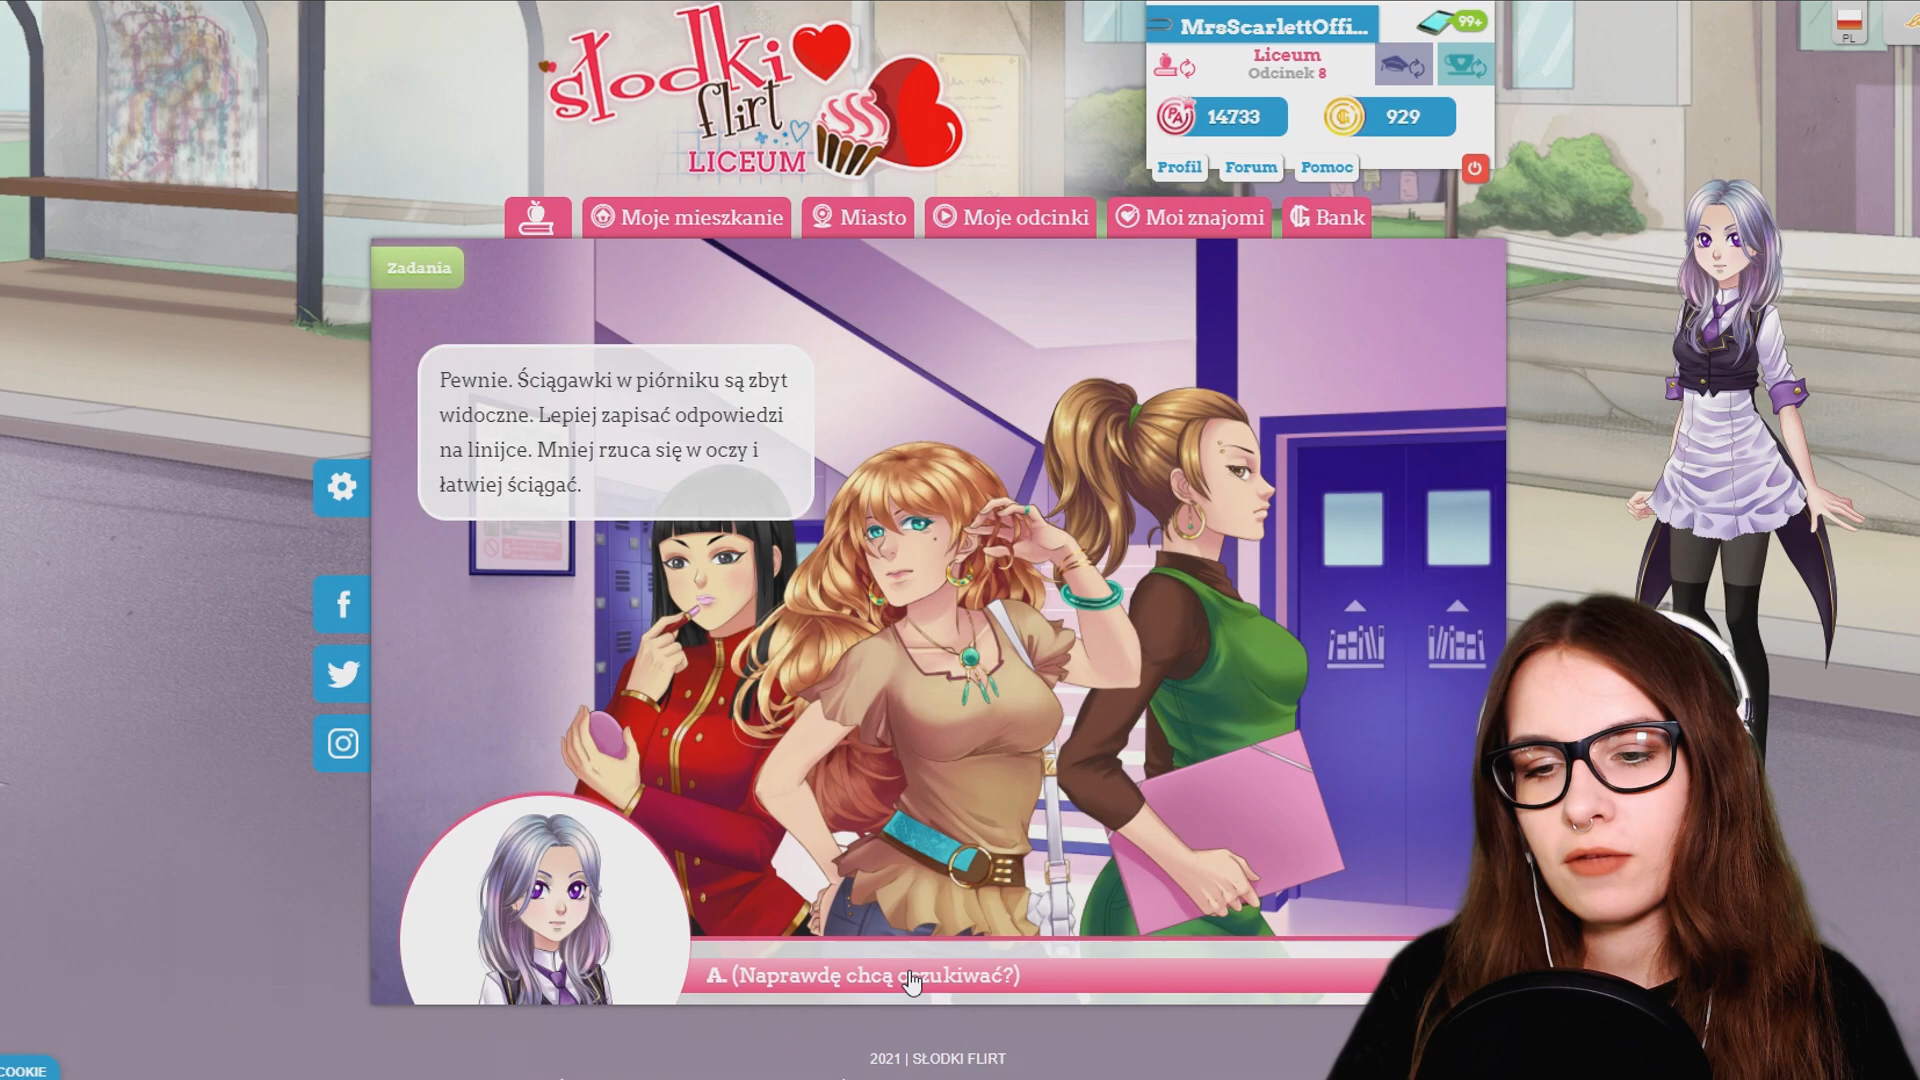 słodki
flirt
LICEUM
MrsScarlettOffi...
99+
Liceum
Odcinek 8
PA
14733
929
Profil
Forum
Pomoc
PL
Moje mieszkanie
Miasto
Moje odcinki
Moi znajomi
Bank
Zadania
Pewnie. Ściągawki w piórniku są zbyt
widoczne. Lepiej zapisać odpowiedzi
na linijce. Mniej rzuca się w oczy i
łatwiej ściągać.
A. (Naprawdę chcą oszukiwać?)
2021 | SŁODKI FLIRT
COOKIE